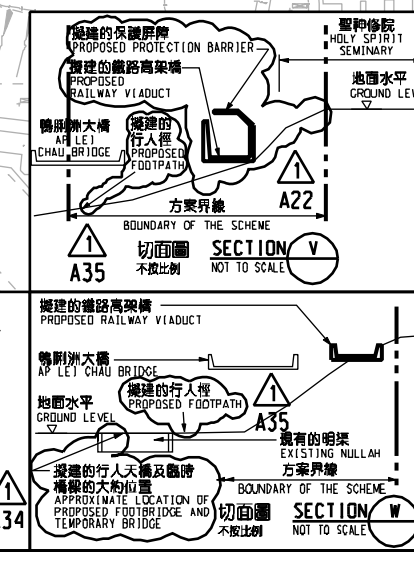 擬建的保護屏障
PROPOSED PROTECTION BARRIER
擬建的鐵路高架橋
PROPOSED
RAILWAY VIADUCT
聖神修院
HOLY SPIRIT
SEMINARY
地面水平
GROUND LEV
鴨脷洲大橋
AP LEI
CHAU BRIDGE
擬建的
行人徑
PROPOSED
FOOTPATH
1
A22
方案界線
BOUNDARY OF THE SCHEME
1
A35
切面圖
不按比例
SECTION
NOT TO SCALE
V
擬建的鐵路高架橋
PROPOSED RAILWAY VIADUCT
鴨脷洲大橋
AP LEI CHAU BRIDGE
擬建的行人徑
PROPOSED FOOTPATH
1
A35
地面水平
GROUND LEVEL
現有的明渠
EXISTING NULLAH
方案界線
BOUNDARY OF THE SCHEME
擬建的行人天橋及臨時
橋樑的大約位置
APPROXIMATE LOCATION OF
PROPOSED FOOTBRIDGE AND
TEMPORARY BRIDGE
1
34
切面圖
不按比例
SECTION
NOT TO SCALE
W